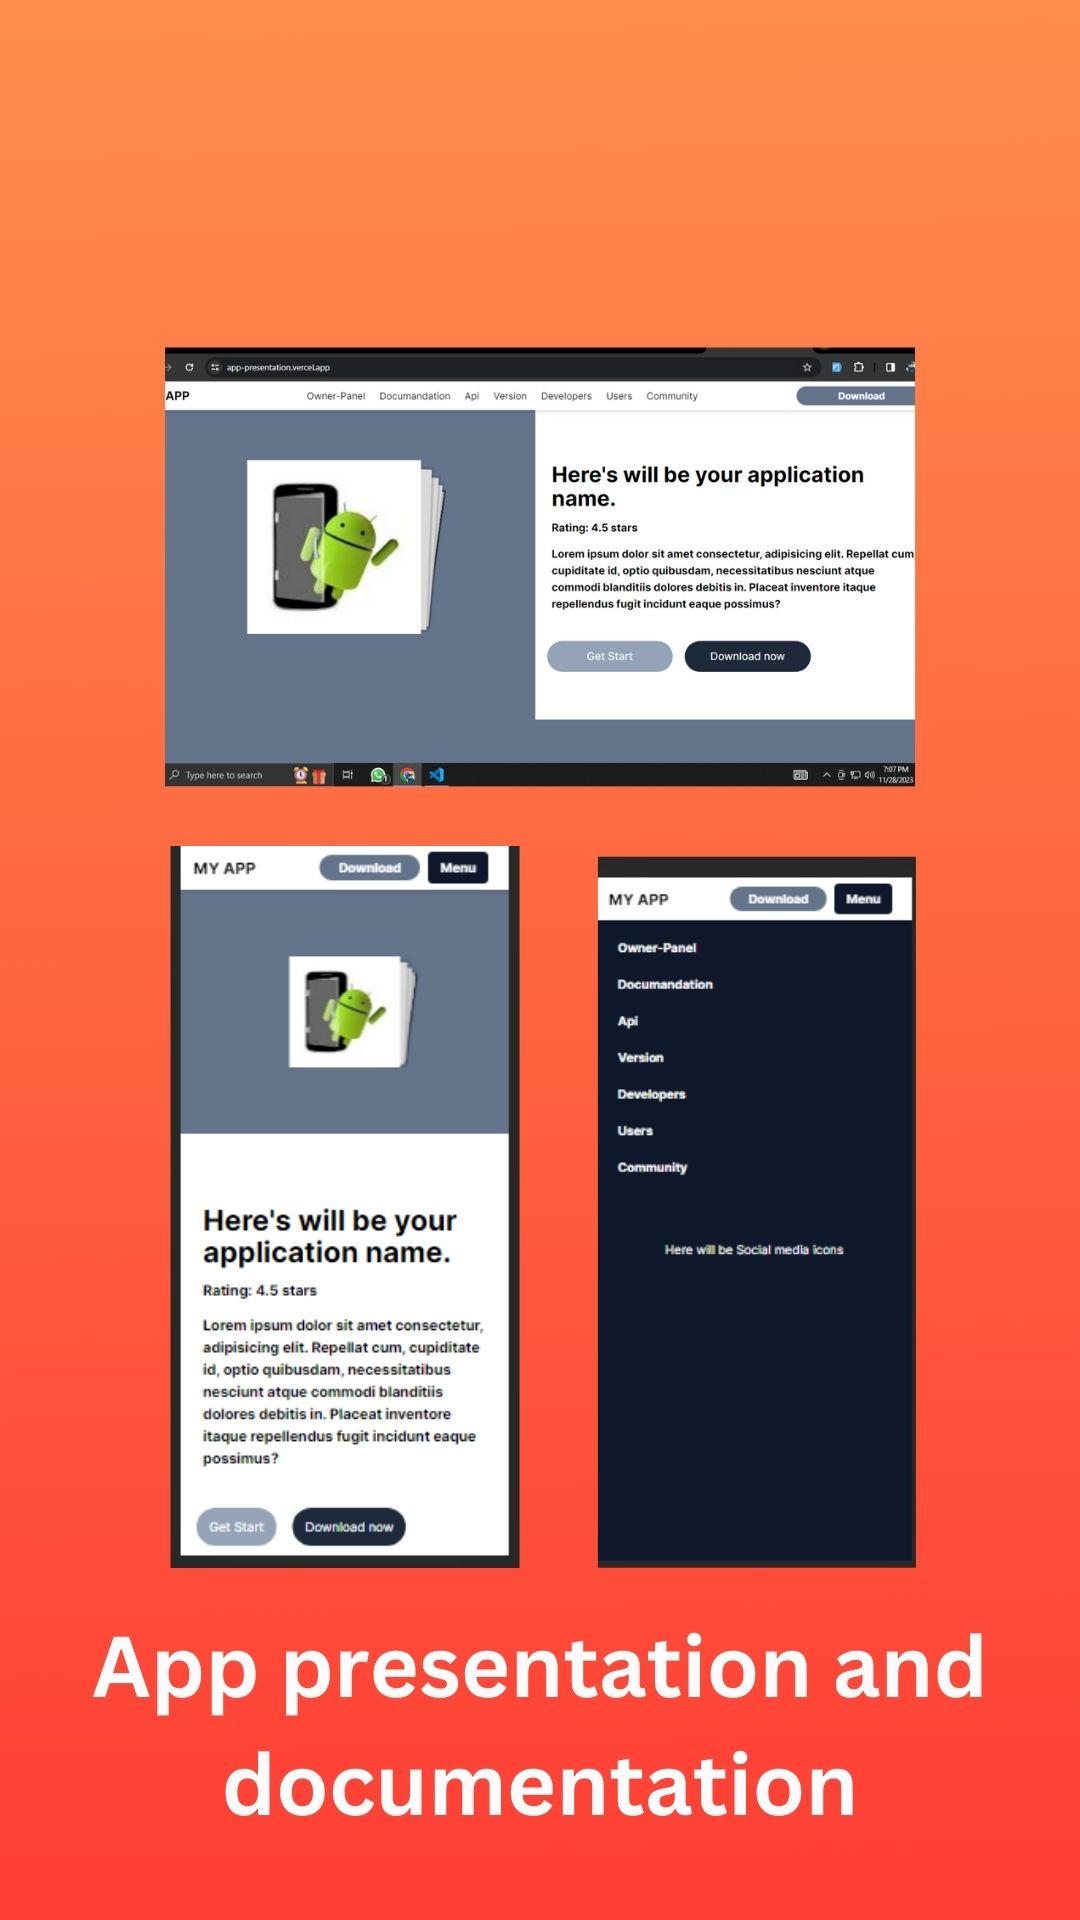 app-presentation.vercel.app
APP
Owner-Panel Documandation Api Version Developers Users Community
Download
Here's will be your application
name.
Rating: 4.5 stars
Lorem ipsum dolor sit amet consectetur, adipisicing elit. Repellat cum
cupiditate id, optio quibusdam, necessitatibus nesciunt atque
commodi blanditiis dolores debitis in. Placeat inventore itaque
repellendus fugit incidunt eaque possimus?
Get Start Download now
Type here to search
7:07 PM
11/28/2023
MY APP Download Menu
Here's will be your
application name.
Rating: 4.5 stars
Lorem ipsum dolor sit amet consectetur,
adipisicing elit. Repellat cum, cupiditate
id, optio quibusdam, necessitatibus
nesciunt atque commodi blanditiis
dolores debitis in. Placeat inventore
itaque repellendus fugit incidunt eaque
possimus?
Get Start Download now
MY APP Download Menu
Owner-Panel
Documandation
Api
Version
Developers
Users
Community
Here will be Social media icons
App presentation and
documentation